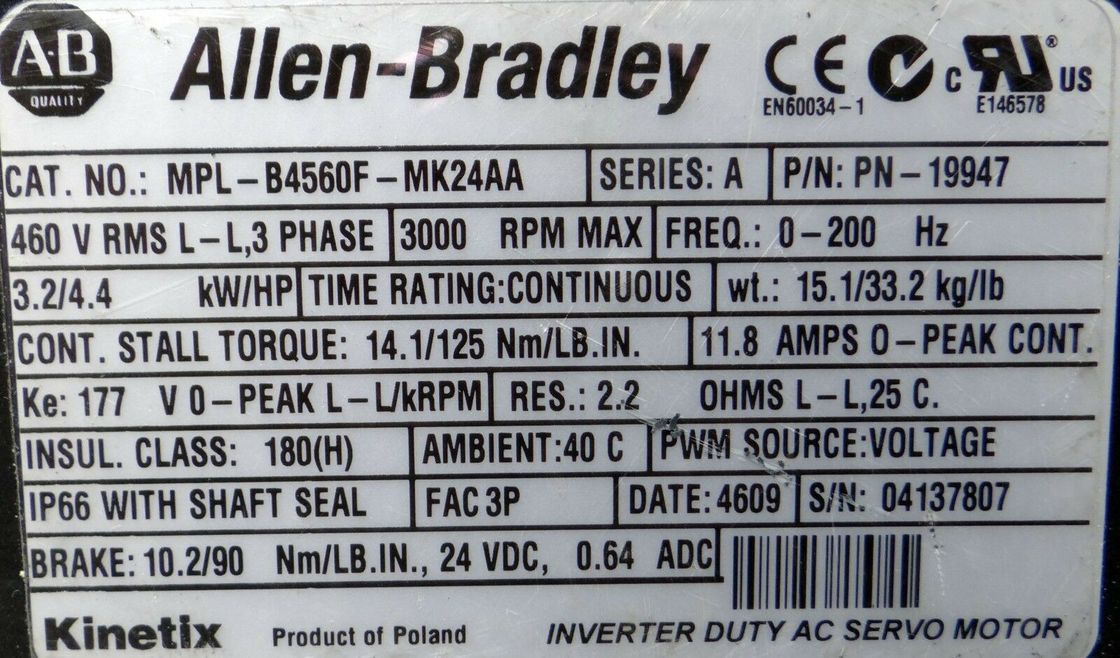 A-B QUALITY Allen-Bradley CE EN60034-1 C UR® US E146578
CAT. NO.: MPL-B4560F-MK24AA SERIES: A P/N: PN-19947
460 V RMS L-L,3 PHASE 3000 RPM MAX FREQ.: 0-200 Hz
3.2/4.4 kW/HP TIME RATING:CONTINUOUS wt.: 15.1/33.2 kg/lb
CONT. STALL TORQUE: 14.1/125 Nm/LB.IN. 11.8 AMPS O-PEAK CONT.
Ke: 177 V 0-PEAK L-L/kRPM RES.: 2.2 OHMS L-L,25 C.
INSUL. CLASS: 180(H) AMBIENT:40 C PWM SOURCE:VOLTAGE
IP66 WITH SHAFT SEAL FAC 3P DATE: 4609 S/N: 04137807
BRAKE: 10.2/90 Nm/LB.IN., 24 VDC, 0.64 ADC
Kinetix Product of Poland INVERTER DUTY AC SERVO MOTOR